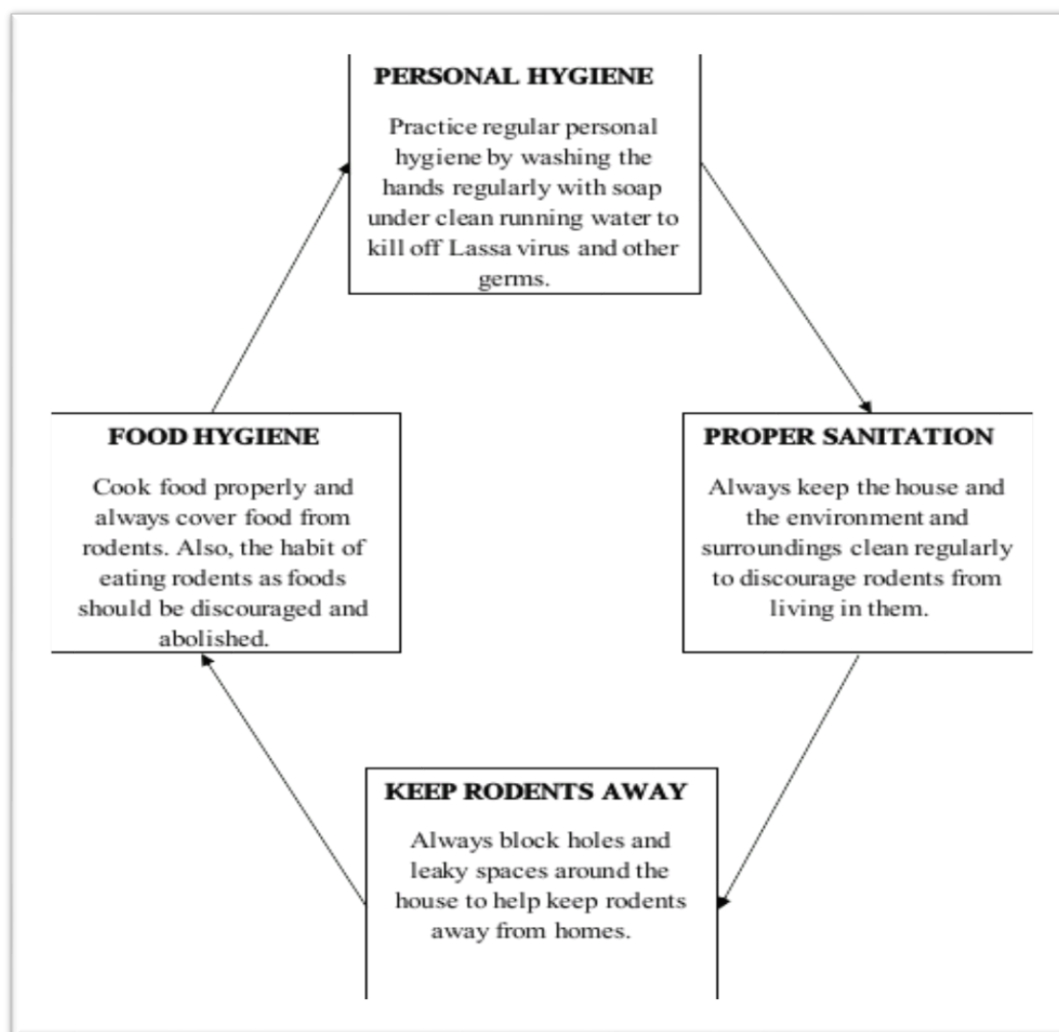 PERSONAL HYGIENE
Practice regular personal
hygiene by washing the
hands regularly with soap
under clean running water to
kill off Lassa virus and other
germs.
PROPER SANITATION
Always keep the house and
the environment and
surroundings clean regularly
to discourage rodents from
living in them.
KEEP RODENTS AWAY
Always block holes and
leaky spaces around the
house to help keep rodents
away from homes.
FOOD HYGIENE
Cook food properly and
always cover food from
rodents. Also, the habit of
eating rodents as foods
should be discouraged and
abolished.